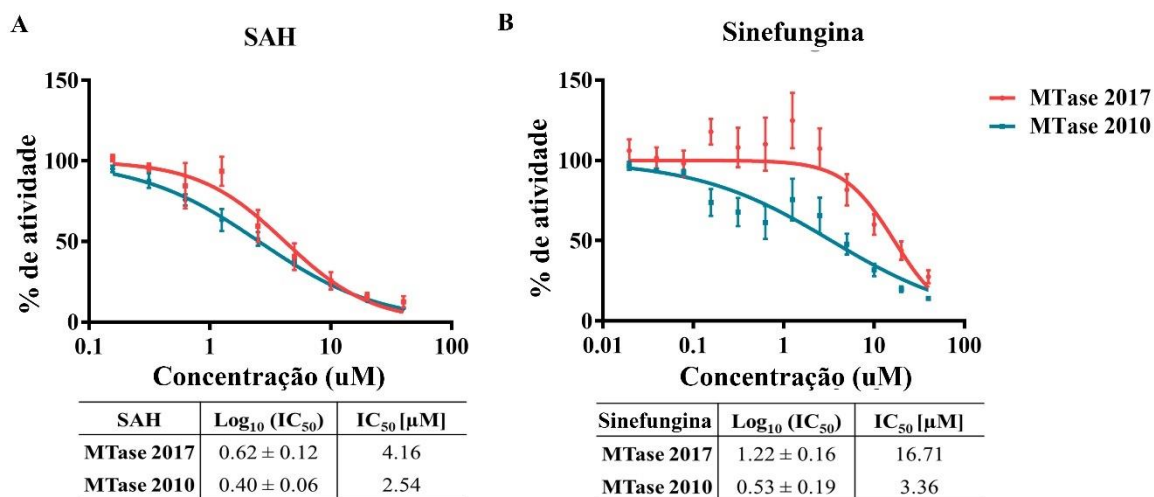 A
SAH
150
100
50
0
% de atividade
0.1 1 10 100
Concentração (uM)
SAH Log10 (IC50) IC50 [µM]
MTase 2017 0.62 ± 0.12 4.16
MTase 2010 0.40 ± 0.06 2.54
B
Sinefungina
150
100
50
0
% de atividade
0.01 0.1 1 10 100
Concentração (uM)
MTase 2017
MTase 2010
Sinefungina Log10 (IC50) IC50 [µM]
MTase 2017 1.22 ± 0.16 16.71
MTase 2010 0.53 ± 0.19 3.36